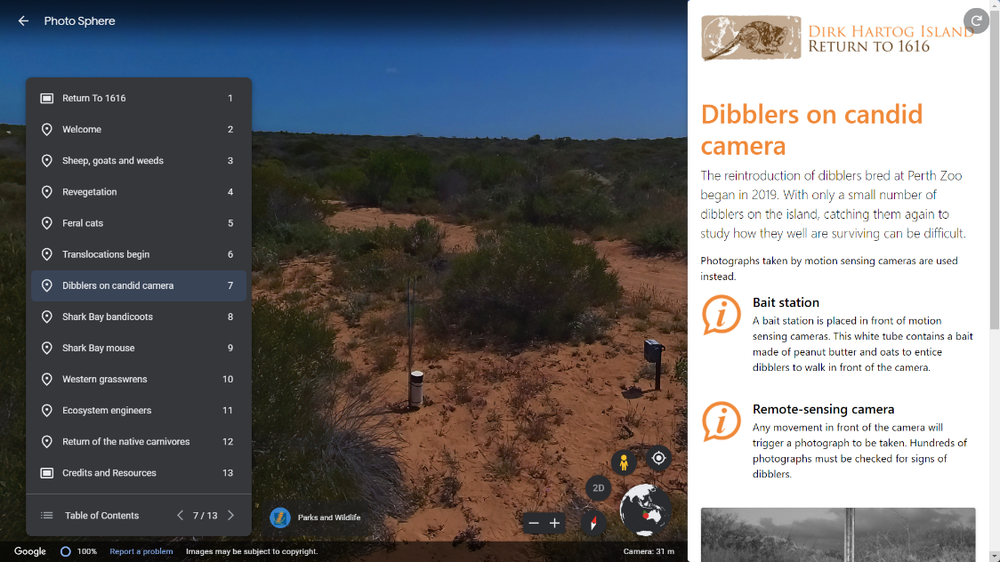 Photo Sphere
Return To 1616 1
Welcome 2
Sheep, goats and weeds 3
Revegetation 4
Feral cats 5
Translocations begin 6
Dibblers on candid camera 7
Shark Bay bandicoots 8
Shark Bay mouse 9
Western grasswrens 10
Ecosystem engineers 11
Return of the native carnivores 12
Credits and Resources 13
Table of Contents 7 / 13
Parks and Wildlife
2D
Google 100% Report a problem Images may be subject to copyright. Camera: 31 m
DIRK HARTOG ISLAND
RETURN TO 1616
Dibblers on candid
camera
The reintroduction of dibblers bred at Perth Zoo
began in 2019. With only a small number of
dibblers on the island, catching them again to
study how they well are surviving can be difficult.
Photographs taken by motion sensing cameras are used
instead.
Bait station
A bait station is placed in front of motion
sensing cameras. This white tube contains a bait
made of peanut butter and oats to entice
dibblers to walk in front of the camera.
Remote-sensing camera
Any movement in front of the camera will
trigger a photograph to be taken. Hundreds of
photographs must be checked for signs of
dibblers.